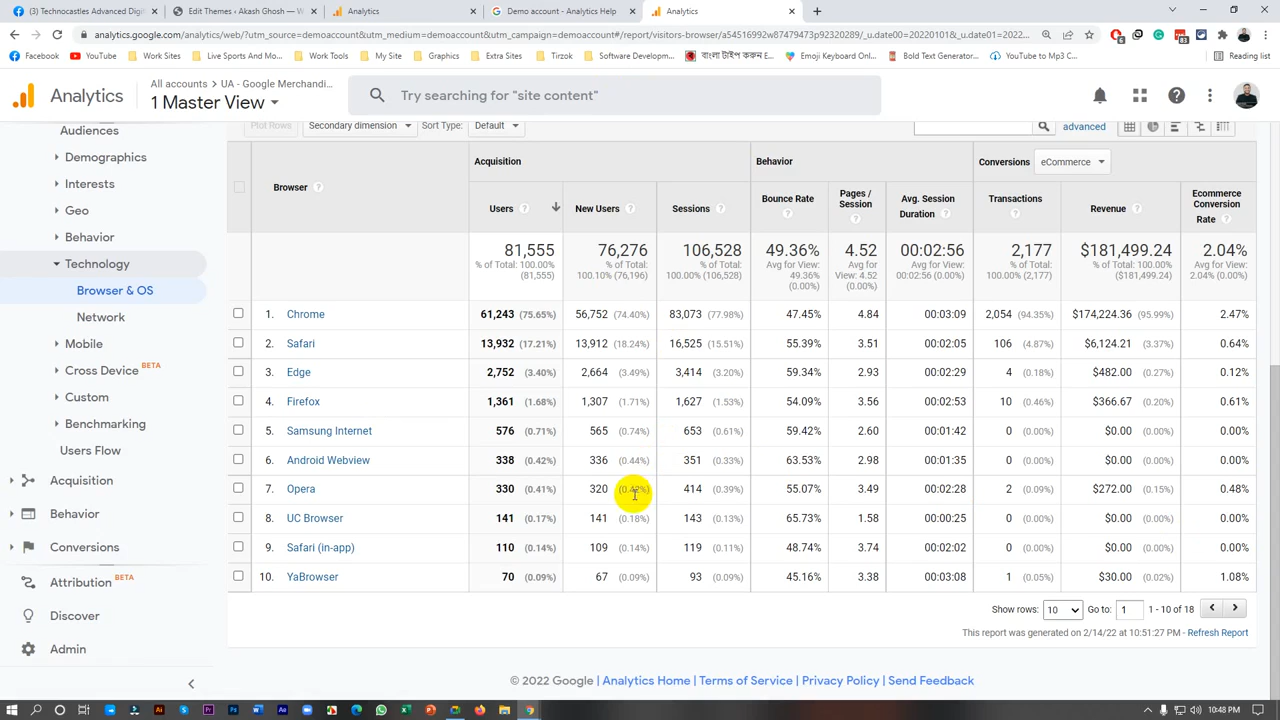 (3) Technocastles Advanced Digi
Edit Themes ‹ Akash Ghosh — W
Analytics
Demo account - Analytics Help
Analytics
analytics.google.com/analytics/web/?utm_source=demoaccount&utm_medium=demoaccount&utm_campaign=demoaccount#/report/visitors-browser/a54516992w87479473p92320289/_u.date00=20220101&_u.date01=2022...
Facebook
YouTube
Work Sites
Live Sports And Mo...
Work Tools
My Site
Graphics
Extra Sites
Tirzok
Software Developm...
বাংলা টাইপ করুন E...
Emoji Keyboard Onl...
Bold Text Generator...
YouTube to Mp3 C...
Reading list
Analytics
All accounts > UA - Google Merchandi...
1 Master View
Try searching for "site content"
Audiences
Demographics
Interests
Geo
Behavior
Technology
Browser & OS
Network
Mobile
Cross Device BETA
Custom
Benchmarking
Users Flow
Acquisition
Behavior
Conversions
Attribution BETA
Discover
Admin
Plot Rows Secondary dimension Sort Type: Default advanced
Browser
Acquisition Behavior Conversions eCommerce
Users New Users Sessions Bounce Rate Pages / Session Avg. Session Duration Transactions Revenue Ecommerce Conversion Rate
81,555 76,276 106,528 49.36% 4.52 00:02:56 2,177 $181,499.24 2.04%
% of Total: 100.00% (81,555) % of Total: 100.10% (76,196) % of Total: 100.00% (106,528) Avg for View: 49.36% (0.00%) Avg for View: 4.52 (0.00%) Avg for View: 00:02:56 (0.00%) % of Total: 100.00% (2,177) % of Total: 100.00% ($181,499.24) Avg for View: 2.04% (0.00%)
1. Chrome 61,243 (75.65%) 56,752 (74.40%) 83,073 (77.98%) 47.45% 4.84 00:03:09 2,054 (94.35%) $174,224.36 (95.99%) 2.47%
2. Safari 13,932 (17.21%) 13,912 (18.24%) 16,525 (15.51%) 55.39% 3.51 00:02:05 106 (4.87%) $6,124.21 (3.37%) 0.64%
3. Edge 2,752 (3.40%) 2,664 (3.49%) 3,414 (3.20%) 59.34% 2.93 00:02:29 4 (0.18%) $482.00 (0.27%) 0.12%
4. Firefox 1,361 (1.68%) 1,307 (1.71%) 1,627 (1.53%) 54.09% 3.56 00:02:53 10 (0.46%) $366.67 (0.20%) 0.61%
5. Samsung Internet 576 (0.71%) 565 (0.74%) 653 (0.61%) 59.42% 2.60 00:01:42 0 (0.00%) $0.00 (0.00%) 0.00%
6. Android Webview 338 (0.42%) 336 (0.44%) 351 (0.33%) 63.53% 2.98 00:01:35 0 (0.00%) $0.00 (0.00%) 0.00%
7. Opera 330 (0.41%) 320 (0.42%) 414 (0.39%) 55.07% 3.49 00:02:28 2 (0.09%) $272.00 (0.15%) 0.48%
8. UC Browser 141 (0.17%) 141 (0.18%) 143 (0.13%) 65.73% 1.58 00:00:25 0 (0.00%) $0.00 (0.00%) 0.00%
9. Safari (in-app) 110 (0.14%) 109 (0.14%) 119 (0.11%) 48.74% 3.74 00:02:02 0 (0.00%) $0.00 (0.00%) 0.00%
10. YaBrowser 70 (0.09%) 67 (0.09%) 93 (0.09%) 45.16% 3.38 00:03:08 1 (0.05%) $30.00 (0.02%) 1.08%
Show rows: 10 Go to: 1 1 - 10 of 18
This report was generated on 2/14/22 at 10:51:27 PM - Refresh Report
© 2022 Google | Analytics Home | Terms of Service | Privacy Policy | Send Feedback
10:48 PM